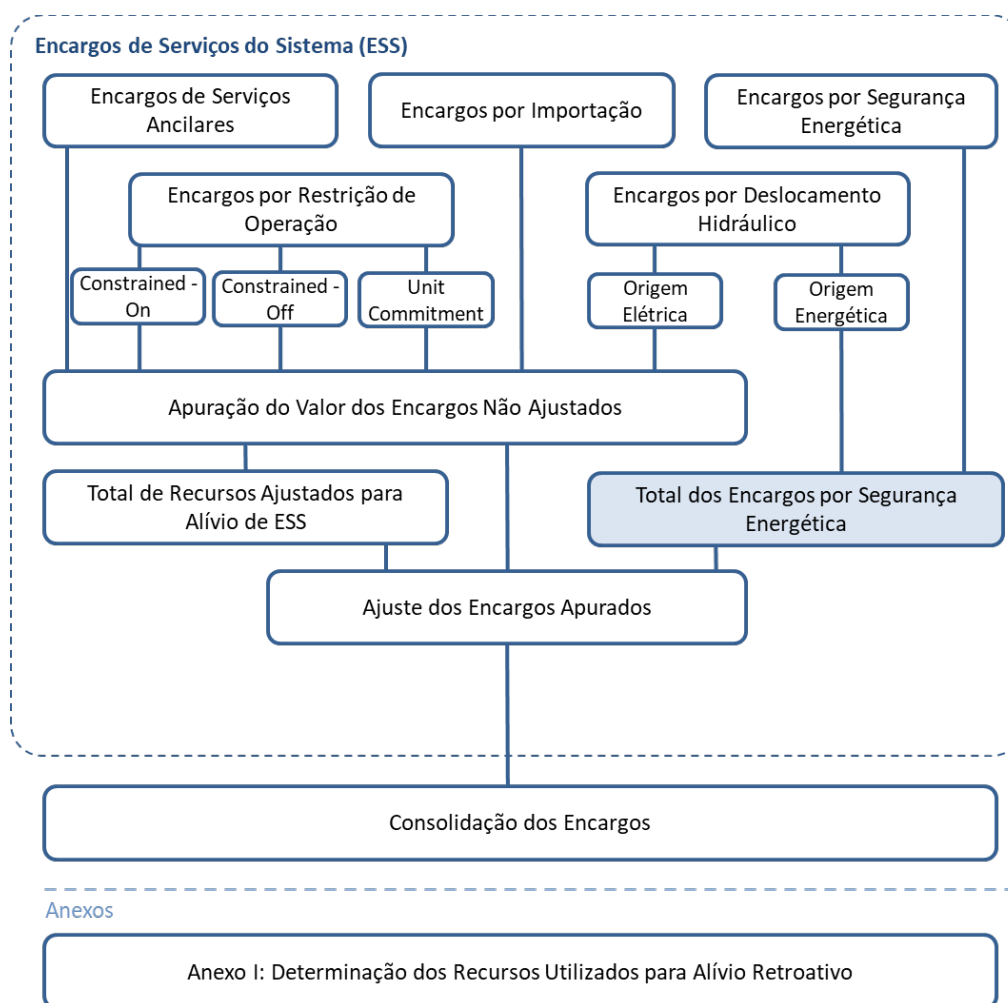 Encargos de Serviços do Sistema (ESS)
Encargos de Serviços
Ancilares
Encargos por Importação
Encargos por Segurança
Energética
Encargos por Restrição de
Operação
Encargos por Deslocamento
Hidráulico
Constrained -
On
Constrained -
Off
Unit
Commitment
Origem
Elétrica
Origem
Energética
Apuração do Valor dos Encargos Não Ajustados
Total de Recursos Ajustados para
Alívio de ESS
Total dos Encargos por Segurança
Energética
Ajuste dos Encargos Apurados
Consolidação dos Encargos
Anexos
Anexo I: Determinação dos Recursos Utilizados para Alívio Retroativo